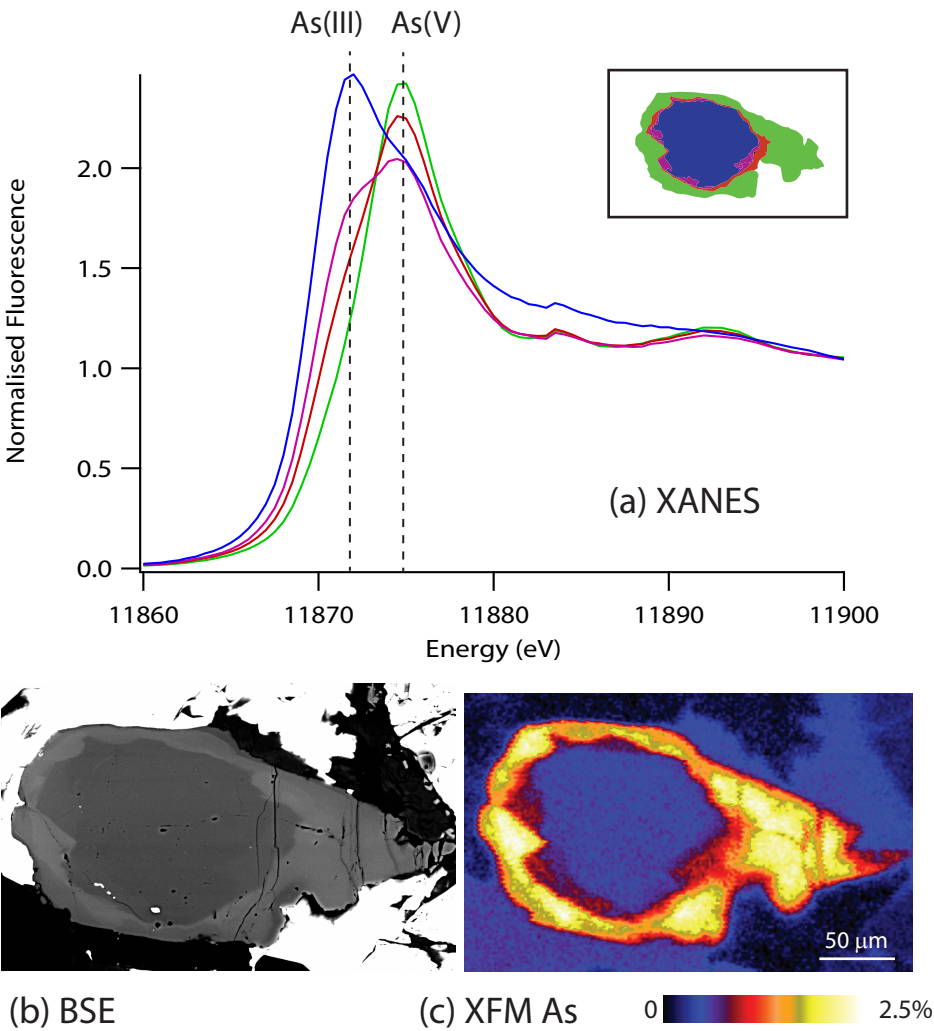 As(III) As(V)
Normalised Fluorescence
2.0
1.5
1.0
0.5
0.0
(a) XANES
11860 11870 11880 11890 11900
Energy (eV)
50 µm
(b) BSE
(c) XFM As
0 2.5%